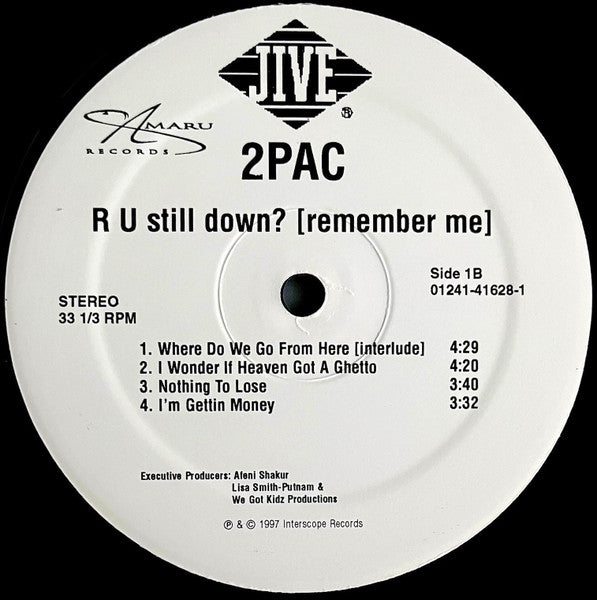 JIVE
®
AMARU
RECORDS
2PAC
R U still down? [remember me]
Side 1B
01241-41628-1
STEREO
33 1/3 RPM
1. Where Do We Go From Here [interlude] 4:29
2. I Wonder If Heaven Got A Ghetto 4:20
3. Nothing To Lose 3:40
4. I'm Gettin Money 3:32
Executive Producers: Afeni Shakur
Lisa Smith-Putnam &
We Got Kidz Productions
℗ & © 1997 Interscope Records